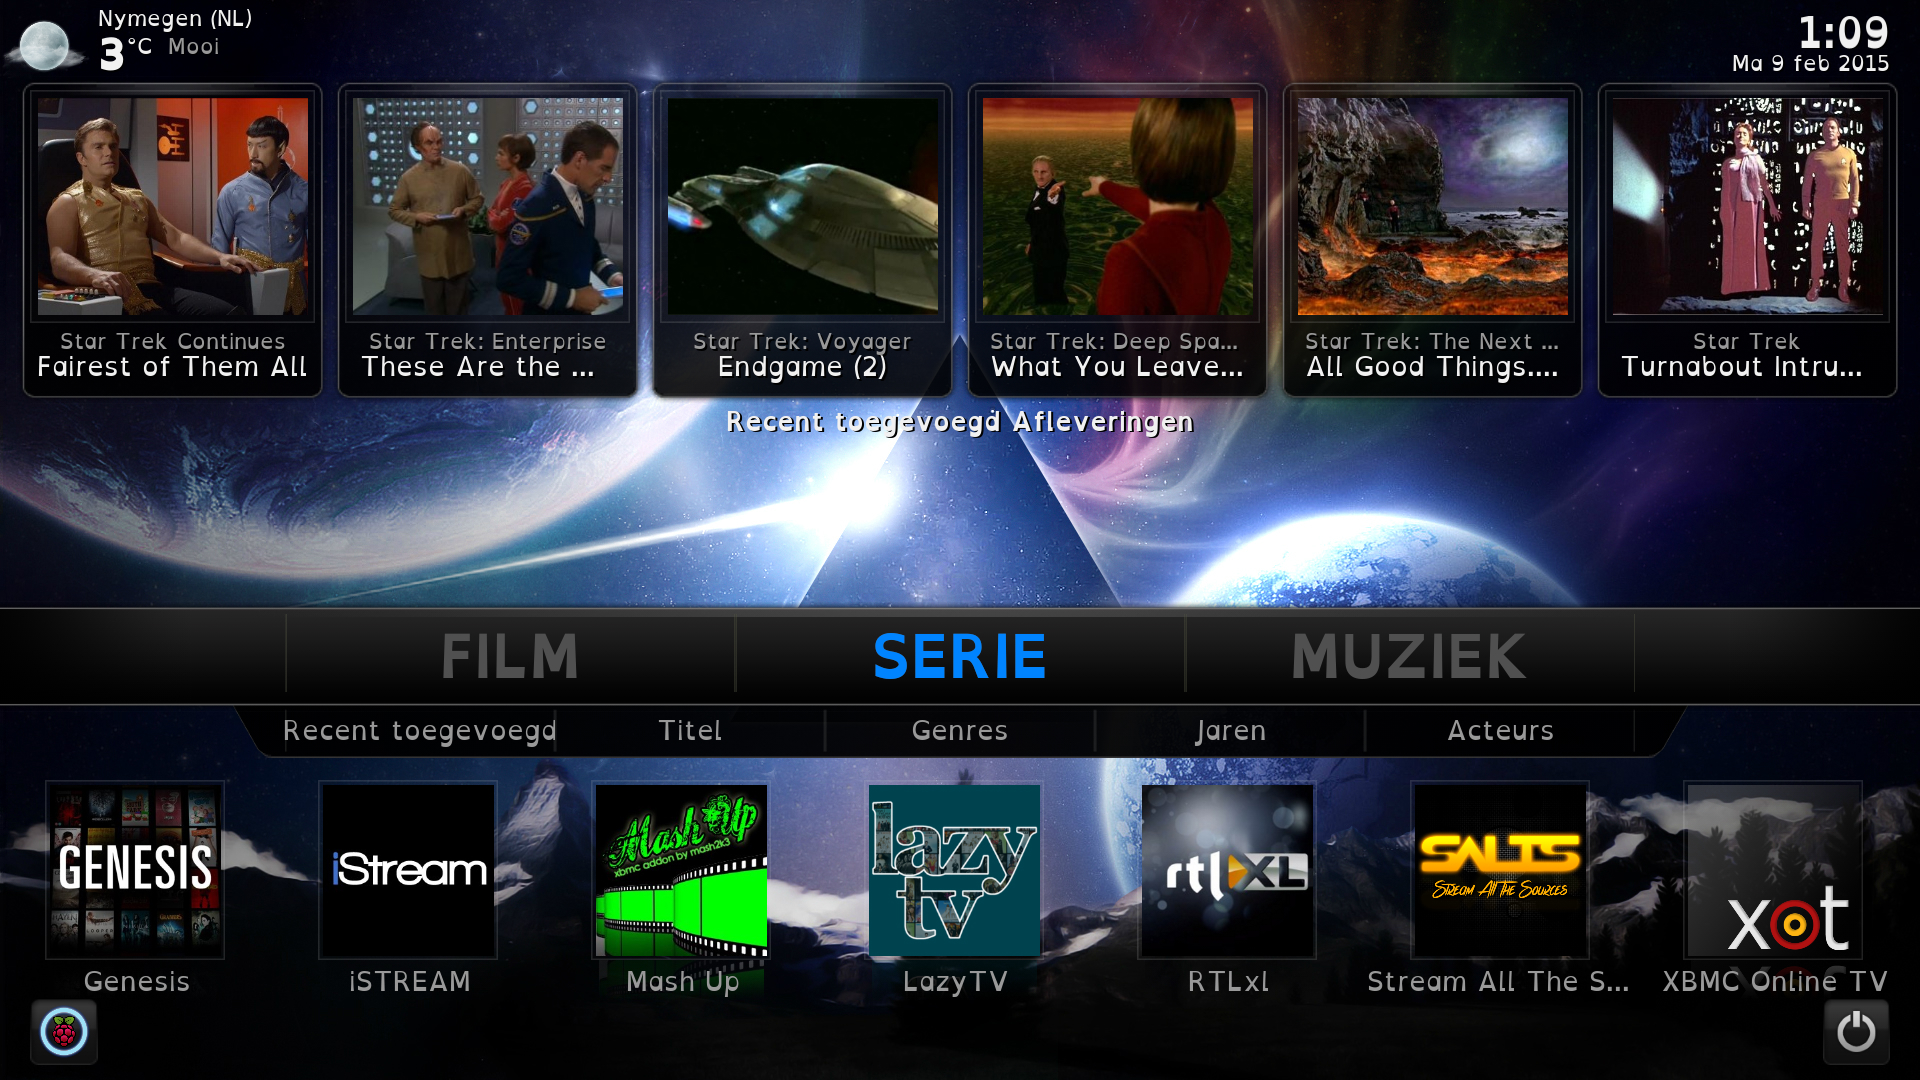 Nymegen (NL)
3°C Mooi
1:09
Ma 9 feb 2015
Star Trek Continues
Fairest of Them All
Star Trek: Enterprise
These Are the ...
Star Trek: Voyager
Endgame (2)
Star Trek: Deep Spa...
What You Leave...
Star Trek: The Next ...
All Good Things....
Star Trek
Turnabout Intru...
Recent toegevoegd Afleveringen
FILM
SERIE
MUZIEK
Recent toegevoegd
Titel
Genres
Jaren
Acteurs
GENESIS
iStream
Mash Up
xbmc addon by mash2k3
lazy
tv
rtl XL
SALTS
Stream All The Sources
xot
Genesis
iSTREAM
Mash Up
LazyTV
RTLxl
Stream All The S...
XBMC Online TV